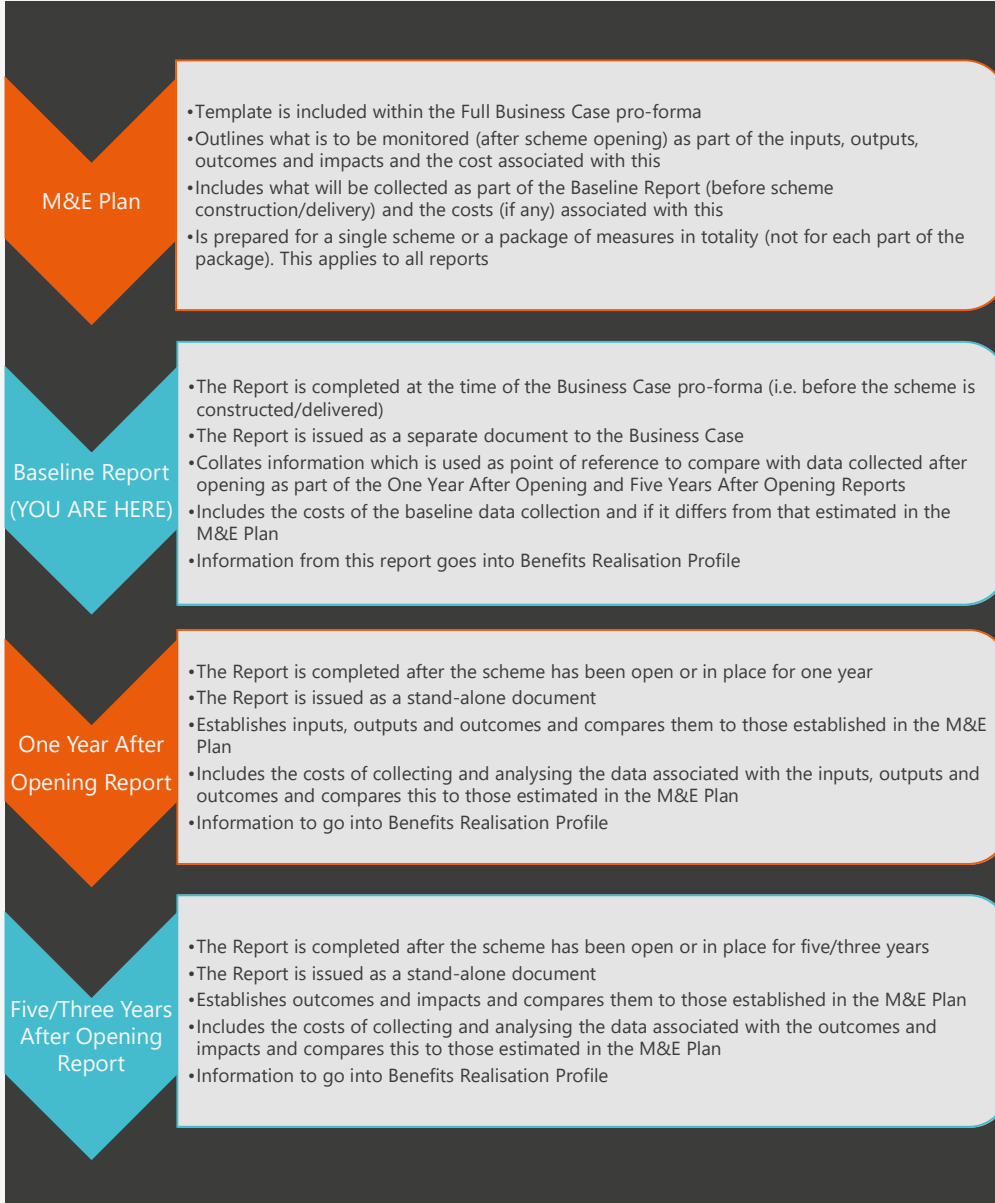 M&E Plan
•Template is included within the Full Business Case pro-forma
•Outlines what is to be monitored (after scheme opening) as part of the inputs, outputs,
outcomes and impacts and the cost associated with this
•Includes what will be collected as part of the Baseline Report (before scheme
construction/delivery) and the costs (if any) associated with this
•Is prepared for a single scheme or a package of measures in totality (not for each part of the
package). This applies to all reports
Baseline Report
(YOU ARE HERE)
•The Report is completed at the time of the Business Case pro-forma (i.e. before the scheme is
constructed/delivered)
•The Report is issued as a separate document to the Business Case
•Collates information which is used as point of reference to compare with data collected after
opening as part of the One Year After Opening and Five Years After Opening Reports
•Includes the costs of the baseline data collection and if it differs from that estimated in the
M&E Plan
•Information from this report goes into Benefits Realisation Profile
One Year After
Opening Report
•The Report is completed after the scheme has been open or in place for one year
•The Report is issued as a stand-alone document
•Establishes inputs, outputs and outcomes and compares them to those established in the M&E
Plan
•Includes the costs of collecting and analysing the data associated with the inputs, outputs and
outcomes and compares this to those estimated in the M&E Plan
•Information to go into Benefits Realisation Profile
Five/Three Years
After Opening
Report
•The Report is completed after the scheme has been open or in place for five/three years
•The Report is issued as a stand-alone document
•Establishes outcomes and impacts and compares them to those established in the M&E Plan
•Includes the costs of collecting and analysing the data associated with the outcomes and
impacts and compares this to those estimated in the M&E Plan
•Information to go into Benefits Realisation Profile